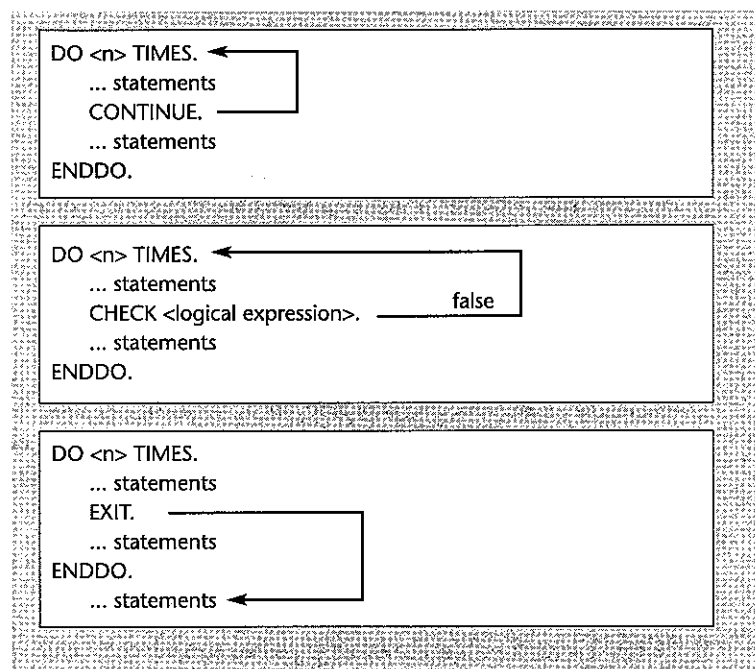 DO <n> TIMES.
... statements
CONTINUE.
... statements
ENDDO.
DO <n> TIMES.
... statements
CHECK <logical expression>. false
... statements
ENDDO.
DO <n> TIMES.
... statements
EXIT.
... statements
ENDDO.
... statements